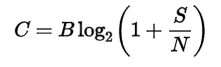 C = B log₂ (1 + S/N)